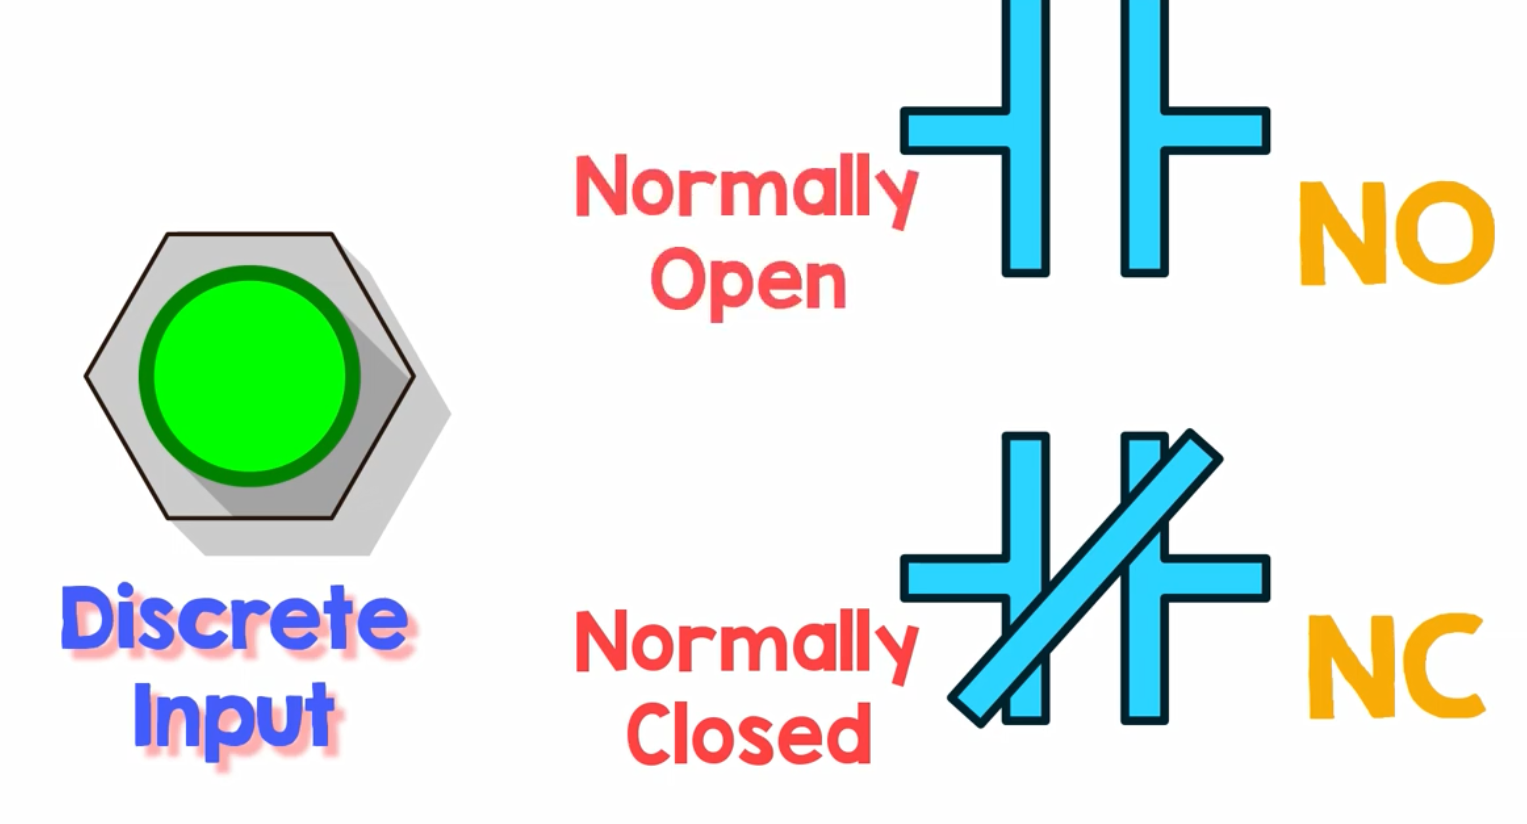 Normally
Open
NO
Discrete
Input
Normally
Closed
NC